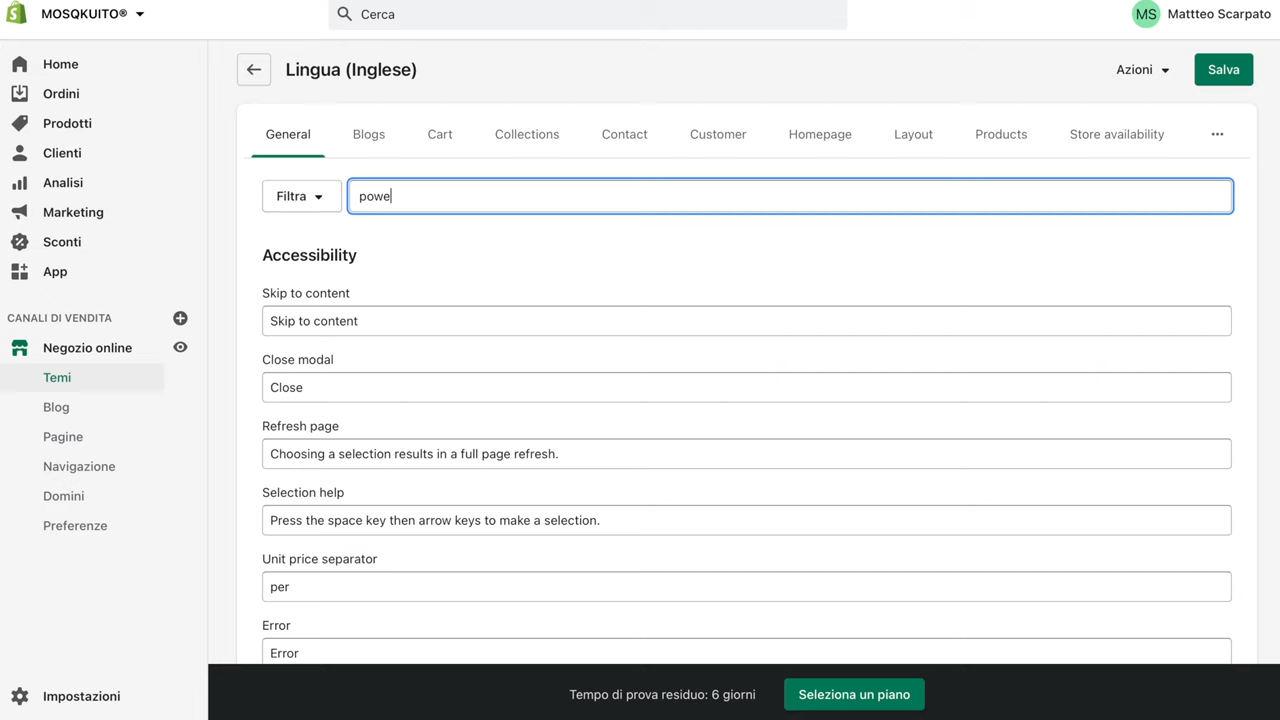 MOSQKUITO®
Cerca
MS
Mattteo Scarpato
Home
Ordini
Prodotti
Clienti
Analisi
Marketing
Sconti
App
CANALI DI VENDITA
Negozio online
Temi
Blog
Pagine
Navigazione
Domini
Preferenze
Impostazioni
Lingua (Inglese)
Azioni
Salva
General
Blogs
Cart
Collections
Contact
Customer
Homepage
Layout
Products
Store availability
Filtra
powe
Accessibility
Skip to content
Skip to content
Close modal
Close
Refresh page
Choosing a selection results in a full page refresh.
Selection help
Press the space key then arrow keys to make a selection.
Unit price separator
per
Error
Error
Tempo di prova residuo: 6 giorni
Seleziona un piano